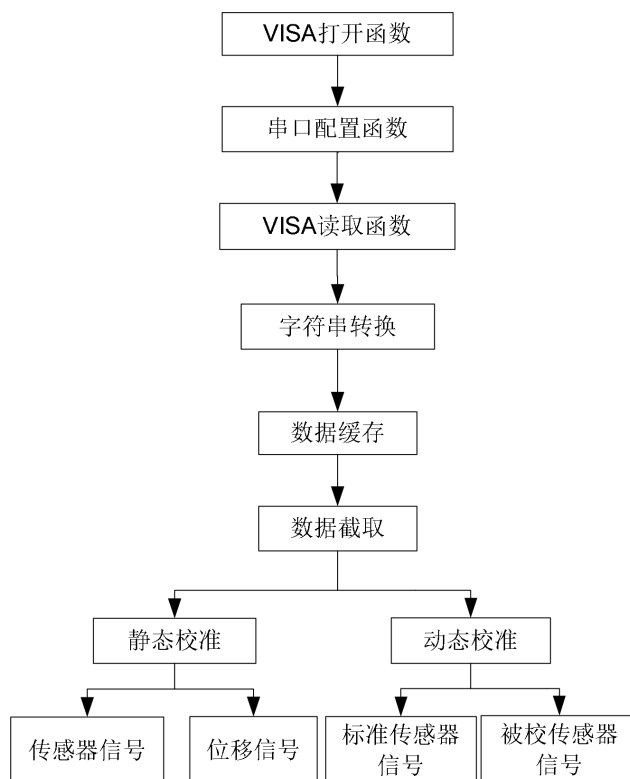 VISA打开函数
串口配置函数
VISA读取函数
字符串转换
数据缓存
数据截取
静态校准
动态校准
传感器信号
位移信号
标准传感器
信号
被校传感器
信号